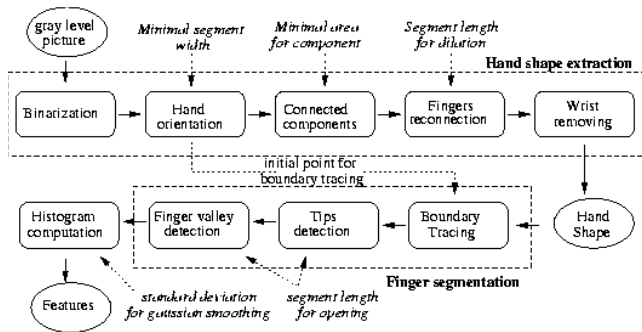 gray level
picture
Minimal segment
width
Minimal area
for component
Segment length
for dilation
Hand shape extraction
Binarization
Hand
orientation
Connected
components
Fingers
reconnection
Wrist
removing
initial point for
boundary tracing
Histogram
computation
Finger valley
detection
Tips
detection
Boundary
Tracing
Hand
Shape
Finger segmentation
Features
standard deviation
for gaussian smoothing
segment length
for opening